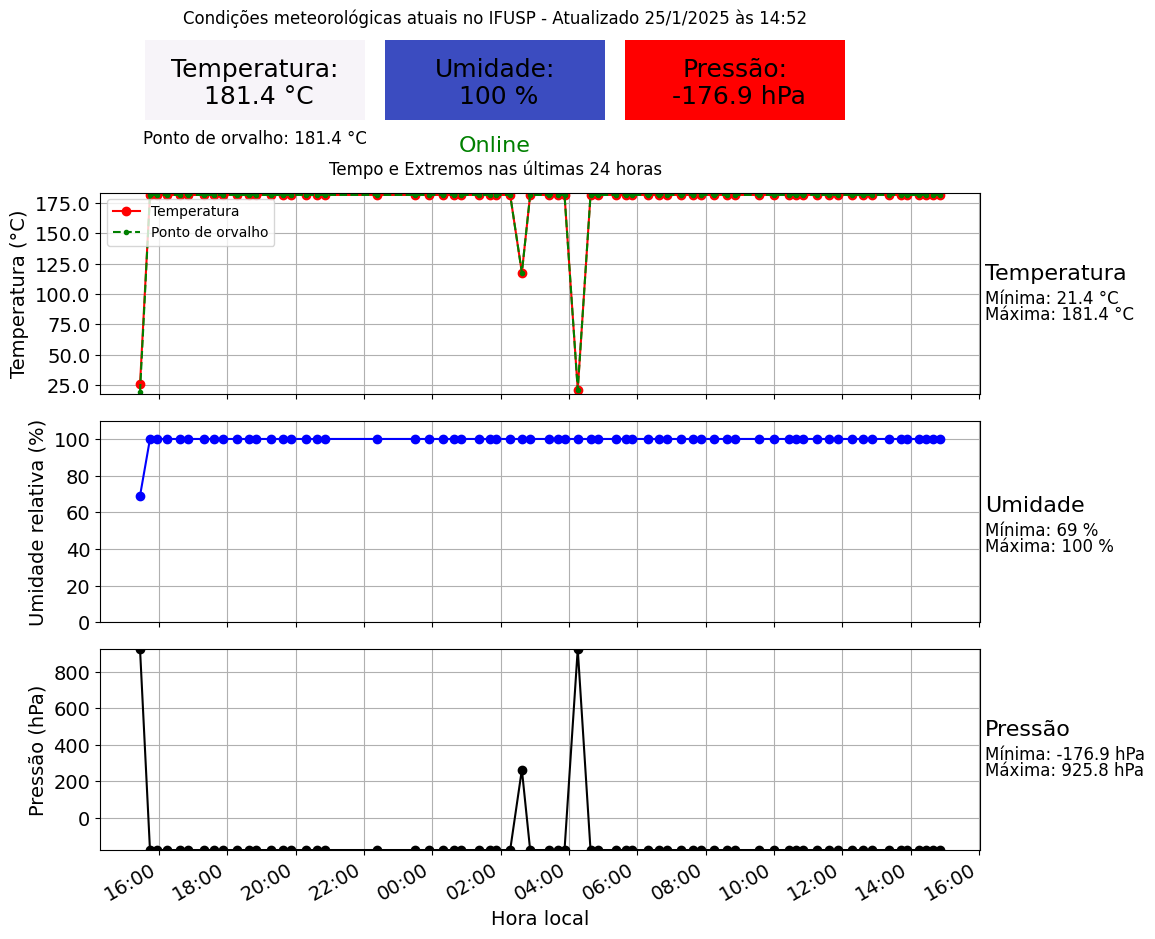 Condições meteorológicas atuais no IFUSP - Atualizado 25/1/2025 às 14:52
Temperatura:
181.4 °C
Umidade:
100 %
Pressão:
-176.9 hPa
Ponto de orvalho: 181.4 °C
Online
Tempo e Extremos nas últimas 24 horas
Temperatura (°C)
175.0
150.0
125.0
100.0
75.0
50.0
25.0
Temperatura
Ponto de orvalho
Temperatura
Mínima: 21.4 °C
Máxima: 181.4 °C
Umidade relativa (%)
100
80
60
40
20
0
Umidade
Mínima: 69 %
Máxima: 100 %
Pressão (hPa)
800
600
400
200
0
Pressão
Mínima: -176.9 hPa
Máxima: 925.8 hPa
16:00 18:00 20:00 22:00 00:00 02:00 04:00 06:00 08:00 10:00 12:00 14:00 16:00
Hora local